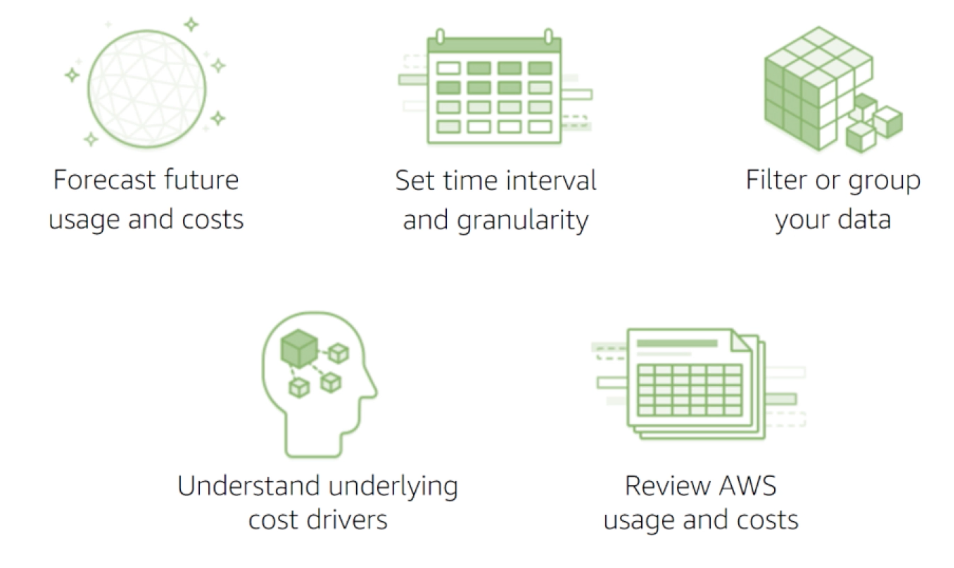 Forecast future
usage and costs
Set time interval
and granularity
Filter or group
your data
Understand underlying
cost drivers
Review AWS
usage and costs